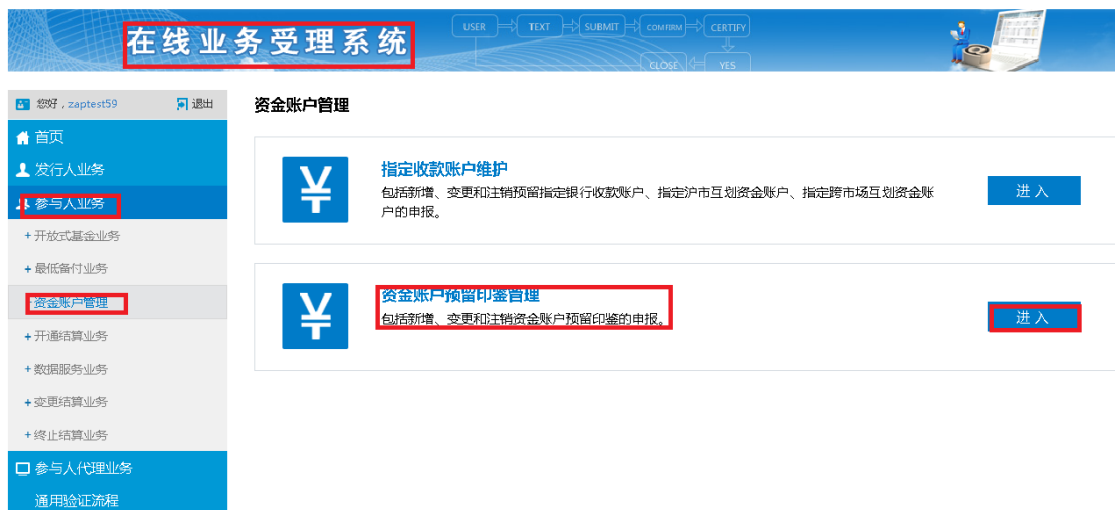 在线业务受理系统
USER
TEXT
SUBMIT
COMFIRM
CERTIFY
CLOSE
YES
您好，zaptest59
退出
首页
发行人业务
参与人业务
+ 开放式基金业务
+ 最低备付业务
资金账户管理
+ 开通结算业务
+ 数据服务业务
+ 变更结算业务
+ 终止结算业务
参与人代理业务
通用验证流程
资金账户管理
指定收款账户维护
包括新增、变更和注销预留指定银行收款账户、指定沪市互划资金账户、指定跨市场互划资金账
户的申报。
进 入
资金账户预留印鉴管理
包括新增、变更和注销资金账户预留印鉴的申报。
进 入